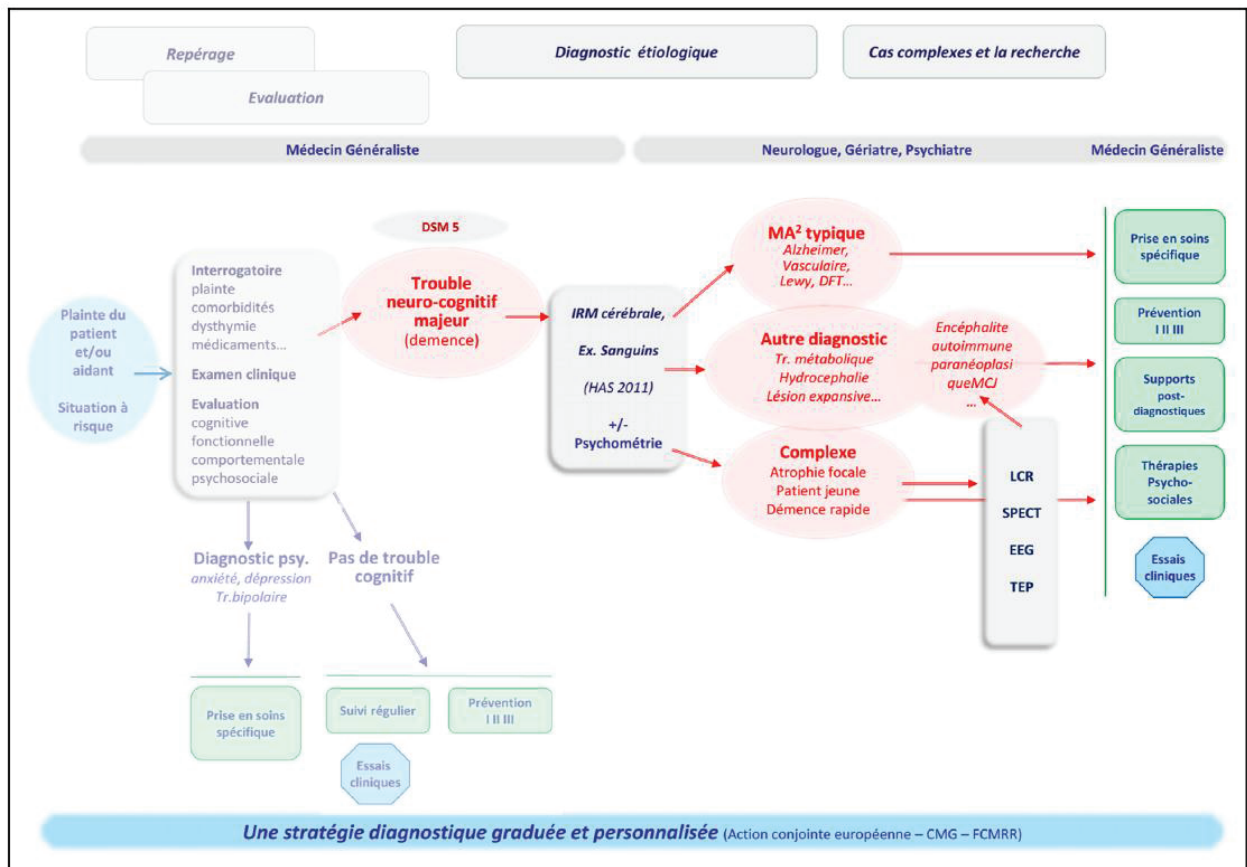 Repérage
Evaluation
Diagnostic étiologique
Cas complexes et la recherche
Médecin Généraliste
Neurologue, Gériatre, Psychiatre
Médecin Généraliste
Plainte du
patient
et/ou
aidant
Situation à
risque
Interrogatoire
plainte
comorbidités
dysthymie
médicaments...
Examen clinique
Evaluation
cognitive
fonctionnelle
comportementale
psychosociale
DSM 5
Trouble
neuro-cognitif
majeur
(demence)
IRM cérébrale,
Ex. Sanguins
(HAS 2011)
+/-
Psychométrie
MA² typique
Alzheimer,
Vasculaire,
Lewy, DFT...
Autre diagnostic
Tr. métabolique
Hydrocephalie
Lésion expansive...
Encéphalite
autoimmune
paranéoplasi
queMCJ
...
Complexe
Atrophie focale
Patient jeune
Démence rapide
LCR
SPECT
EEG
TEP
Prise en soins
spécifique
Prévention
I II III
Supports
post-
diagnostiques
Thérapies
Psycho-
sociales
Essais
cliniques
Diagnostic psy.
anxiété, dépression
Tr.bipolaire
Pas de trouble
cognitif
Prise en soins
spécifique
Suivi régulier
Prévention
I II III
Essais
cliniques
Une stratégie diagnostique graduée et personnalisée (Action conjointe européenne – CMG – FCMRR)